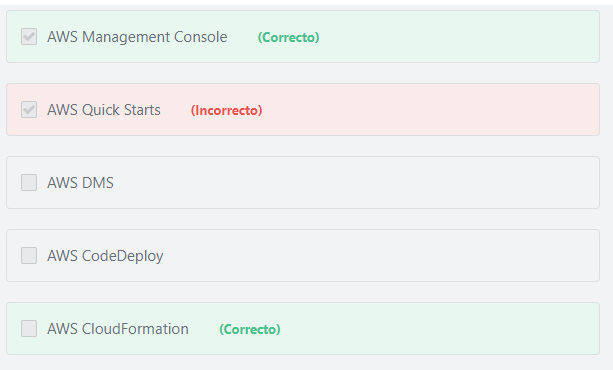 AWS Management Console (Correcto)
AWS Quick Starts (Incorrecto)
AWS DMS
AWS CodeDeploy
AWS CloudFormation (Correcto)